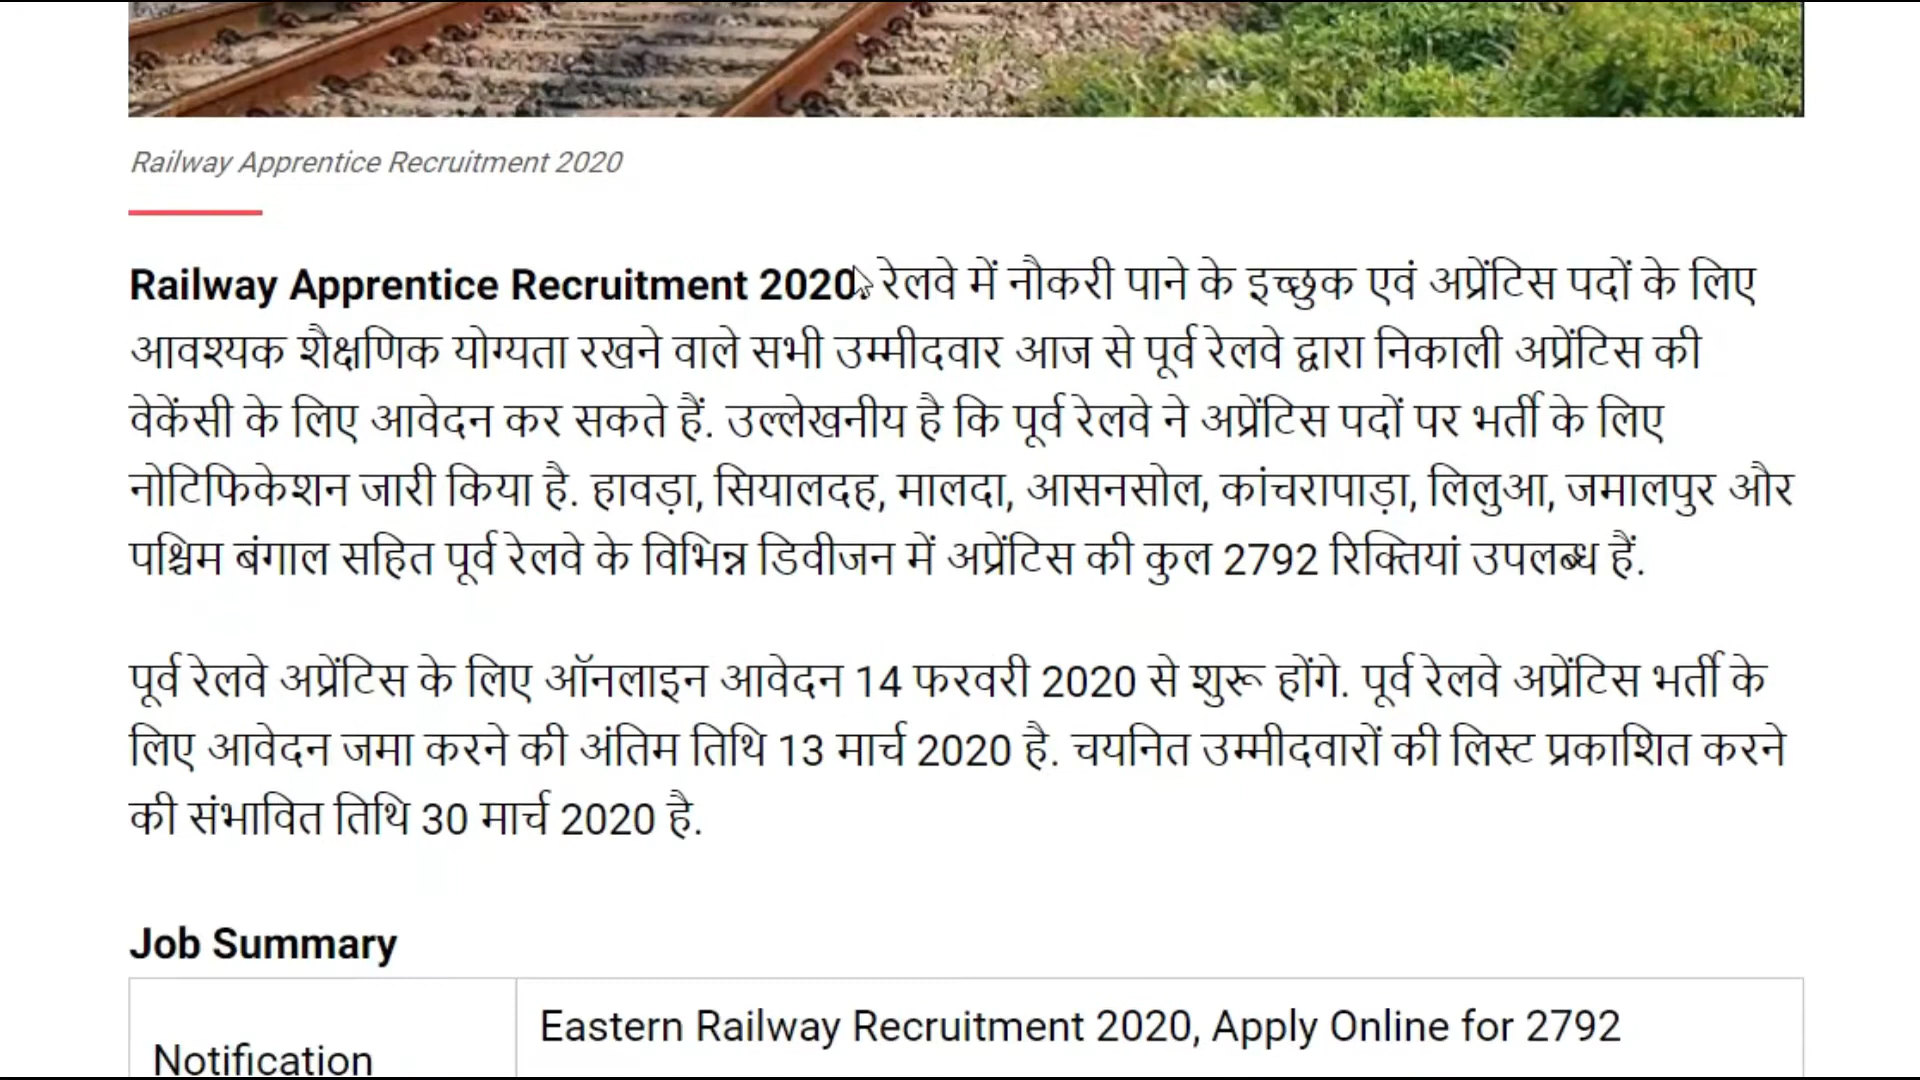 Railway Apprentice Recruitment 2020
Railway Apprentice Recruitment 2020: रेलवे में नौकरी पाने के इच्छुक एवं अप्रेंटिस पदों के लिए
आवश्यक शैक्षणिक योग्यता रखने वाले सभी उम्मीदवार आज से पूर्व रेलवे द्वारा निकाली अप्रेंटिस की
वेकेंसी के लिए आवेदन कर सकते हैं. उल्लेखनीय है कि पूर्व रेलवे ने अप्रेंटिस पदों पर भर्ती के लिए
नोटिफिकेशन जारी किया है. हावड़ा, सियालदह, मालदा, आसनसोल, कांचरापाड़ा, लिलुआ, जमालपुर और
पश्चिम बंगाल सहित पूर्व रेलवे के विभिन्न डिवीजन में अप्रेंटिस की कुल 2792 रिक्तियां उपलब्ध हैं.
पूर्व रेलवे अप्रेंटिस के लिए ऑनलाइन आवेदन 14 फरवरी 2020 से शुरू होंगे. पूर्व रेलवे अप्रेंटिस भर्ती के
लिए आवेदन जमा करने की अंतिम तिथि 13 मार्च 2020 है. चयनित उम्मीदवारों की लिस्ट प्रकाशित करने
की संभावित तिथि 30 मार्च 2020 है.
Job Summary
Eastern Railway Recruitment 2020, Apply Online for 2792
Notification